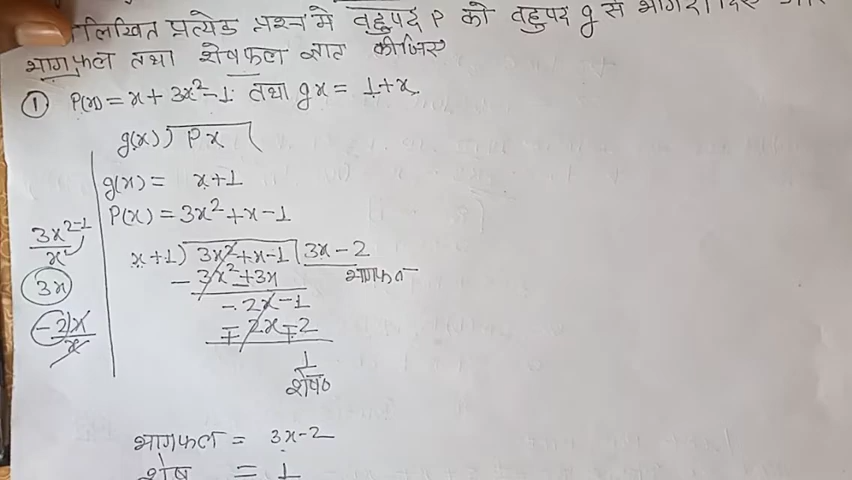 लिखित प्रत्येक प्रश्न में बहुपद P को बहुपद g से भाग
भागफल तथा शेषफल ज्ञात कीजिए
① P(x) = x + 3x² - 1 तथा gx = 1 + x
g(x) ) Px (
g(x) = x+1
P(x) = 3x² + x - 1
3x²⁻¹/x
x+1 ) 3x² + x - 1 ( 3x - 2
3x
- 3x² + 3x भागफल
- 2x - 1
-2x/x
∓ 2x ∓ 2
1
शेष०
भागफल = 3x-2
शेष = 1